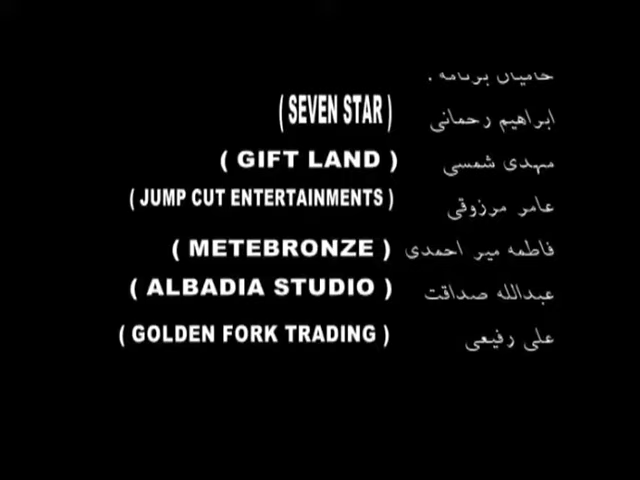 حامیان برنامه :
ابراهیم رحمانی ( SEVEN STAR )
مهدی شمسی ( GIFT LAND )
عامر مرزوقی ( JUMP CUT ENTERTAINMENTS )
فاطمه میر احمدی ( METEBRONZE )
عبدالله صداقت ( ALBADIA STUDIO )
علی رفیعی ( GOLDEN FORK TRADING )